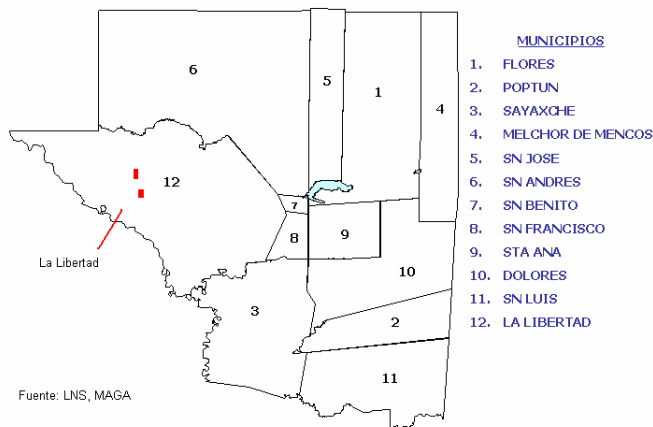 MUNICIPIOS
1. FLORES
2. POPTUN
3. SAYAXCHE
4. MELCHOR DE MENCOS
5. SN JOSE
6. SN ANDRES
7. SN BENITO
8. SN FRANCISCO
9. STA ANA
10. DOLORES
11. SN LUIS
12. LA LIBERTAD
6
5
1
4
12
7
8
9
10
La Libertad
3
2
11
Fuente: LNS, MAGA